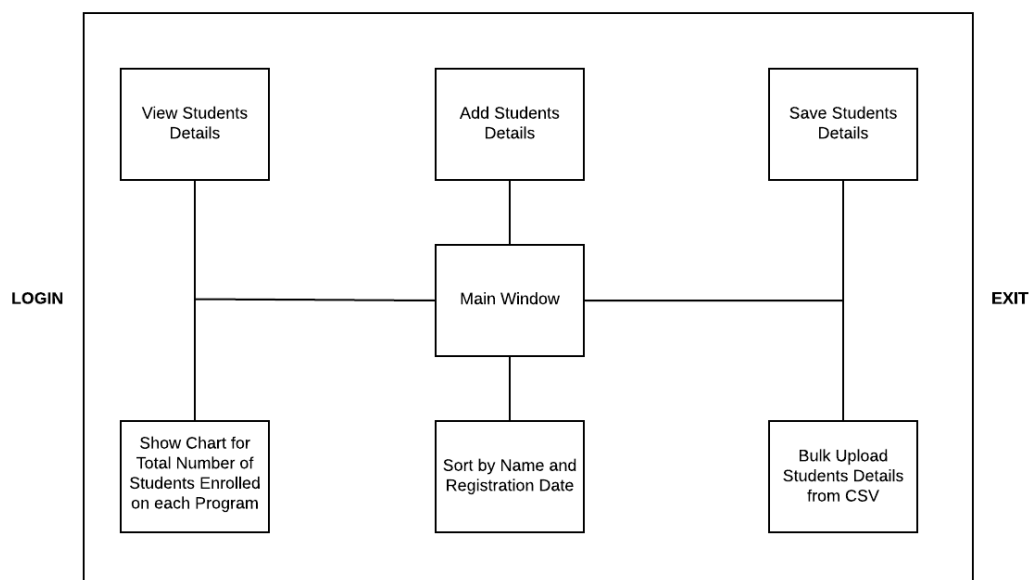 View Students
Details
Add Students
Details
Save Students
Details
LOGIN
Main Window
EXIT
Show Chart for
Total Number of
Students Enrolled
on each Program
Sort by Name and
Registration Date
Bulk Upload
Students Details
from CSV